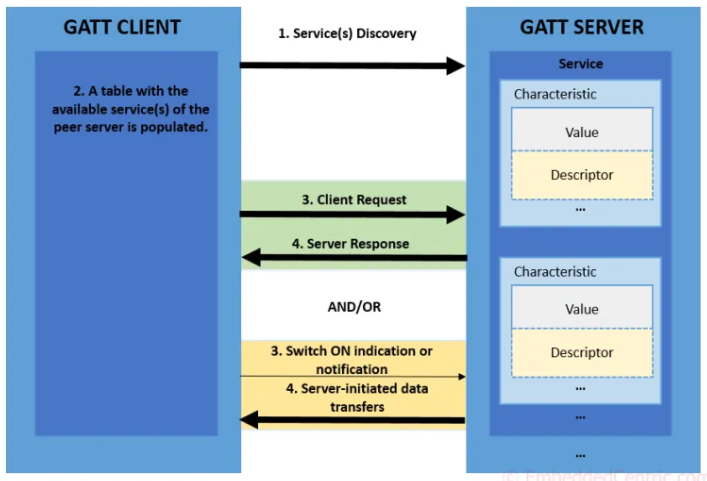 GATT CLIENT
2. A table with the
available service(s) of the
peer server is populated.
1. Service(s) Discovery
3. Client Request
4. Server Response
AND/OR
3. Switch ON indication or
notification
4. Server-initiated data
transfers
GATT SERVER
Service
Characteristic
Value
Descriptor
...
Characteristic
Value
Descriptor
...
...
...
© EmbeddedCentric.com